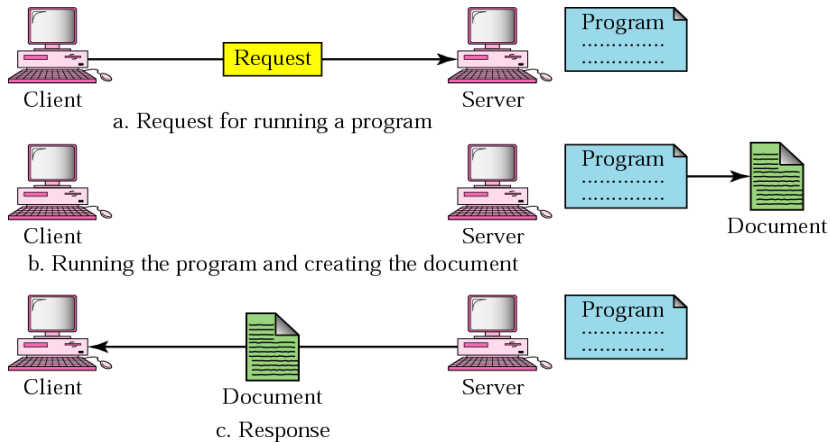 Program
..............
..............
Request
Client
Server
a. Request for running a program
Program
..............
..............
Client
Server
Document
b. Running the program and creating the document
Program
..............
..............
Client
Server
Document
c. Response